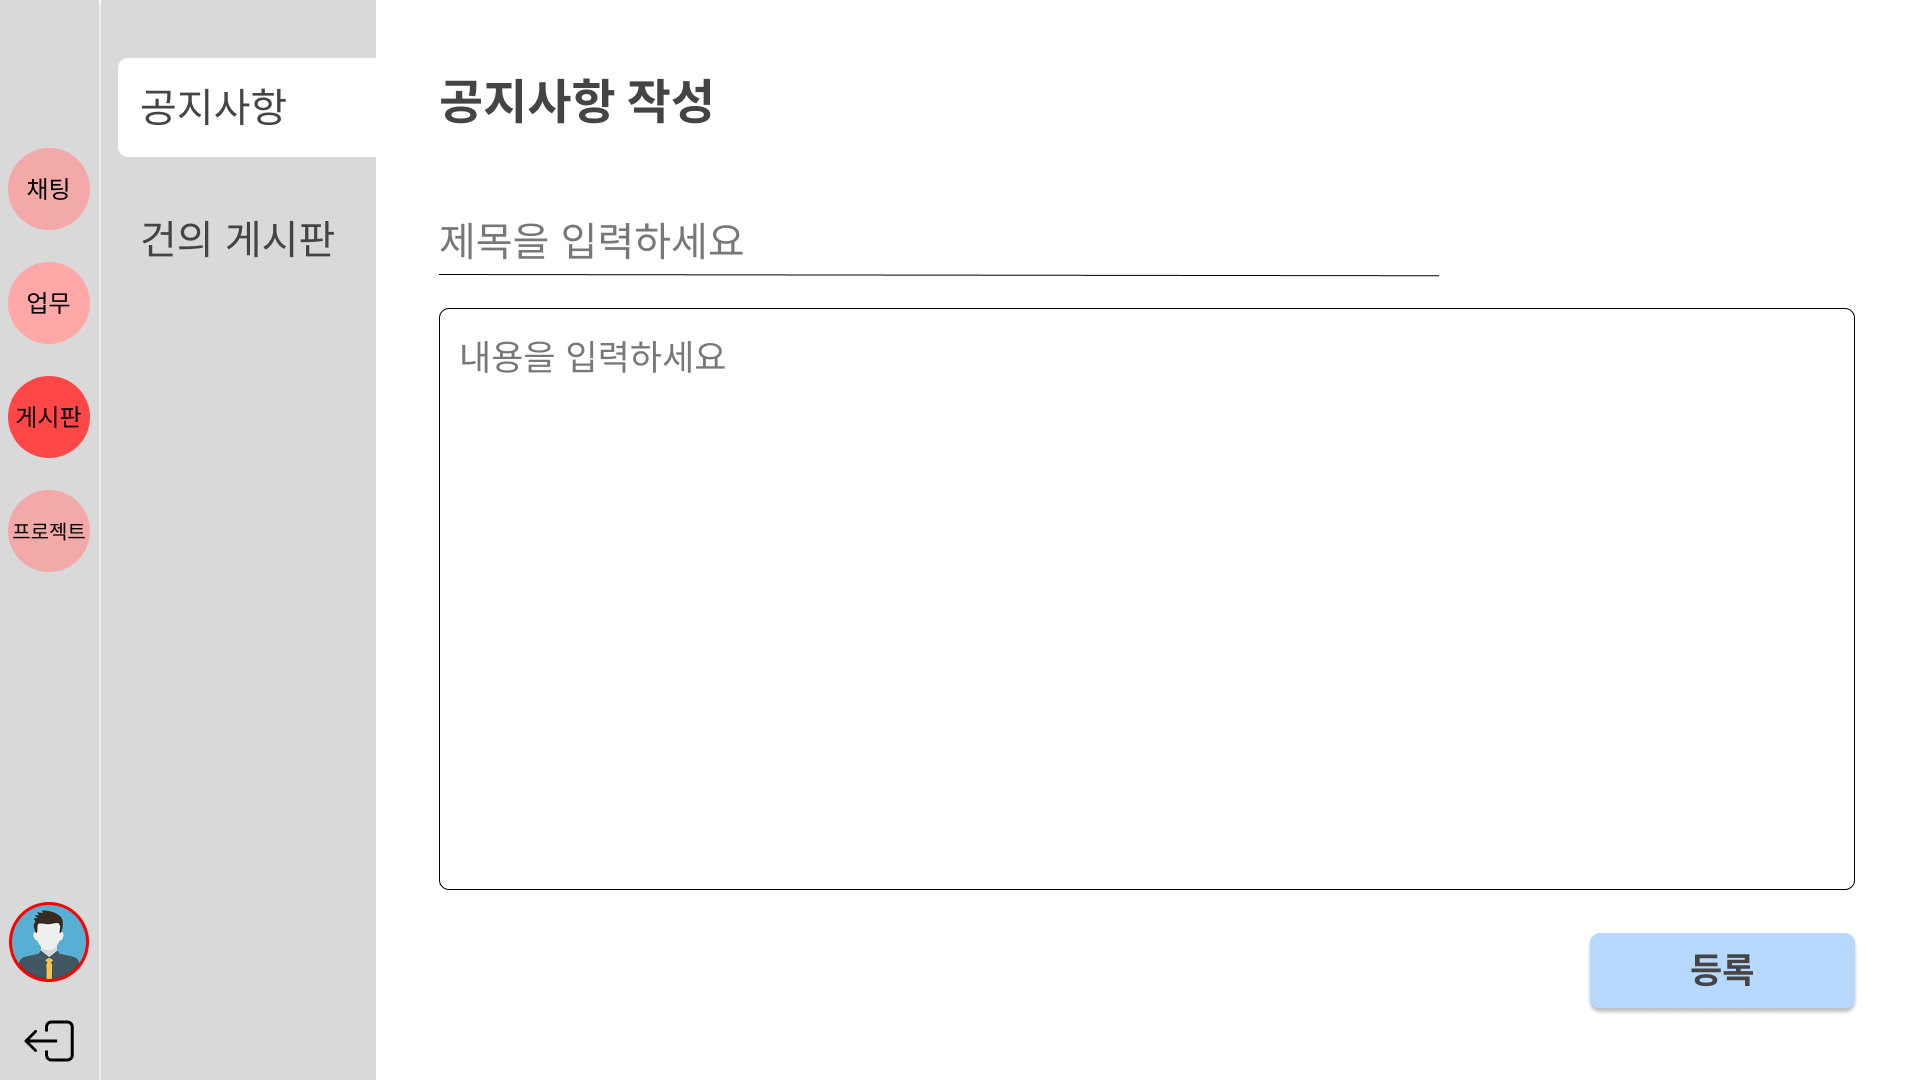 채팅
업무
게시판
프로젝트
공지사항
건의 게시판
공지사항 작성
제목을 입력하세요
내용을 입력하세요
등록